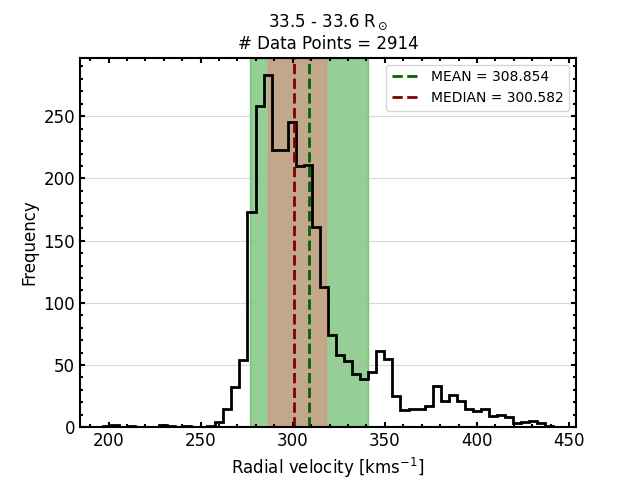 33.5 - 33.6 R⊙
# Data Points = 2914
MEAN = 308.854
MEDIAN = 300.582
Frequency
250
200
150
100
50
0
200 250 300 350 400 450
Radial velocity [kms⁻¹]